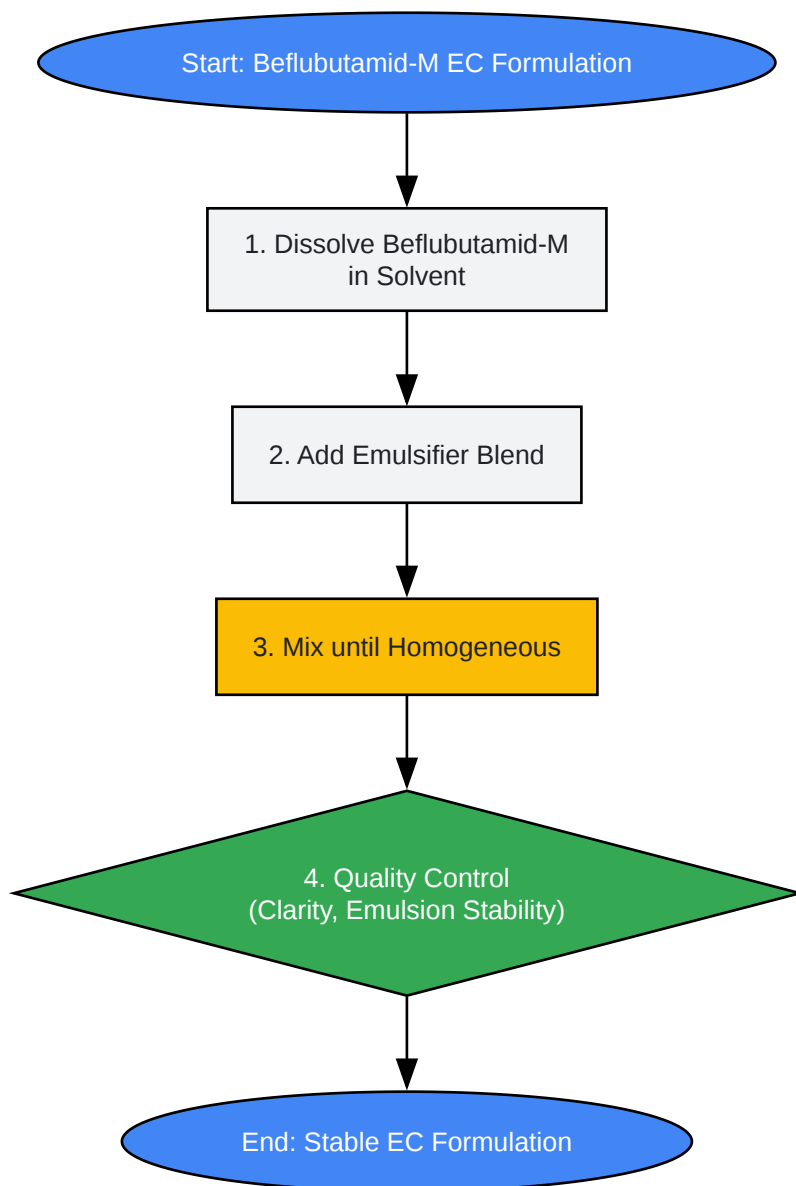 Start: Beflubutamid-M EC Formulation
1. Dissolve Beflubutamid-M
in Solvent
2. Add Emulsifier Blend
3. Mix until Homogeneous
4. Quality Control
(Clarity, Emulsion Stability)
End: Stable EC Formulation